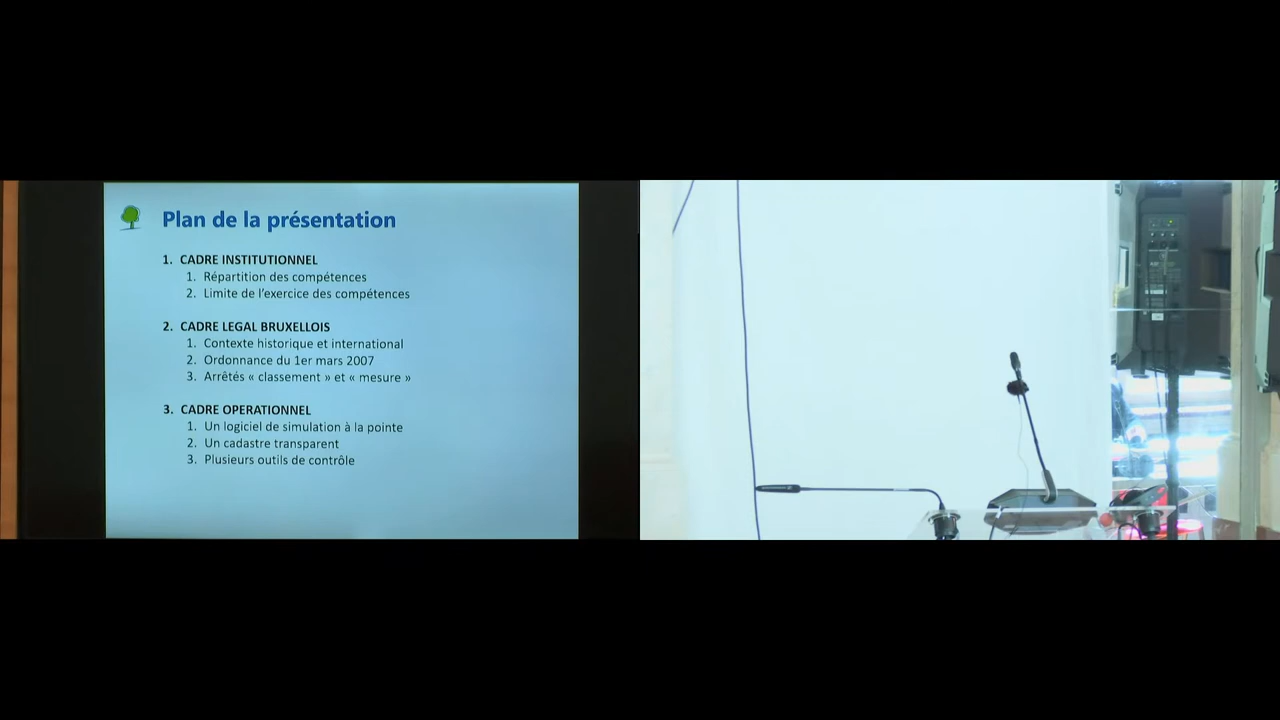 Plan de la présentation
1. CADRE INSTITUTIONNEL
1. Répartition des compétences
2. Limite de l'exercice des compétences
2. CADRE LEGAL BRUXELLOIS
1. Contexte historique et international
2. Ordonnance du 1er mars 2007
3. Arrêtés « classement » et « mesure »
3. CADRE OPERATIONNEL
1. Un logiciel de simulation à la pointe
2. Un cadastre transparent
3. Plusieurs outils de contrôle